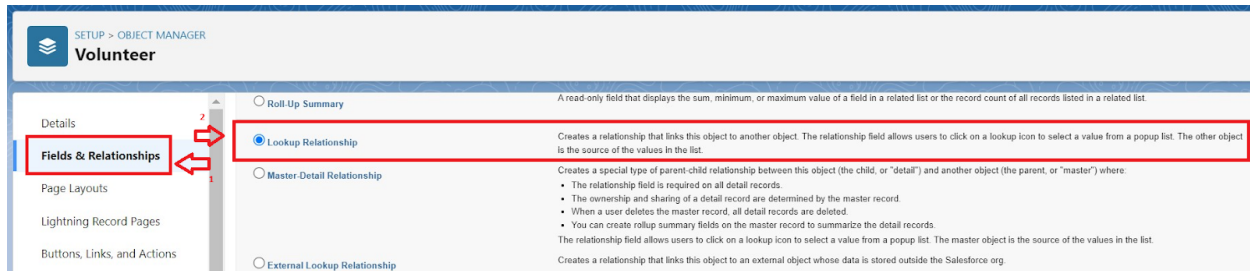 SETUP > OBJECT MANAGER
Volunteer
Details
2
Fields & Relationships
1
Page Layouts
Lightning Record Pages
Buttons, Links, and Actions
Roll-Up Summary
A read-only field that displays the sum, minimum, or maximum value of a field in a related list or the record count of all records listed in a related list.
Lookup Relationship
Creates a relationship that links this object to another object. The relationship field allows users to click on a lookup icon to select a value from a popup list. The other object
is the source of the values in the list.
Master-Detail Relationship
Creates a special type of parent-child relationship between this object (the child, or "detail") and another object (the parent, or "master") where:
• The relationship field is required on all detail records.
• The ownership and sharing of a detail record are determined by the master record.
• When a user deletes the master record, all detail records are deleted.
• You can create rollup summary fields on the master record to summarize the detail records.
The relationship field allows users to click on a lookup icon to select a value from a popup list. The master object is the source of the values in the list.
External Lookup Relationship
Creates a relationship that links this object to an external object whose data is stored outside the Salesforce org.